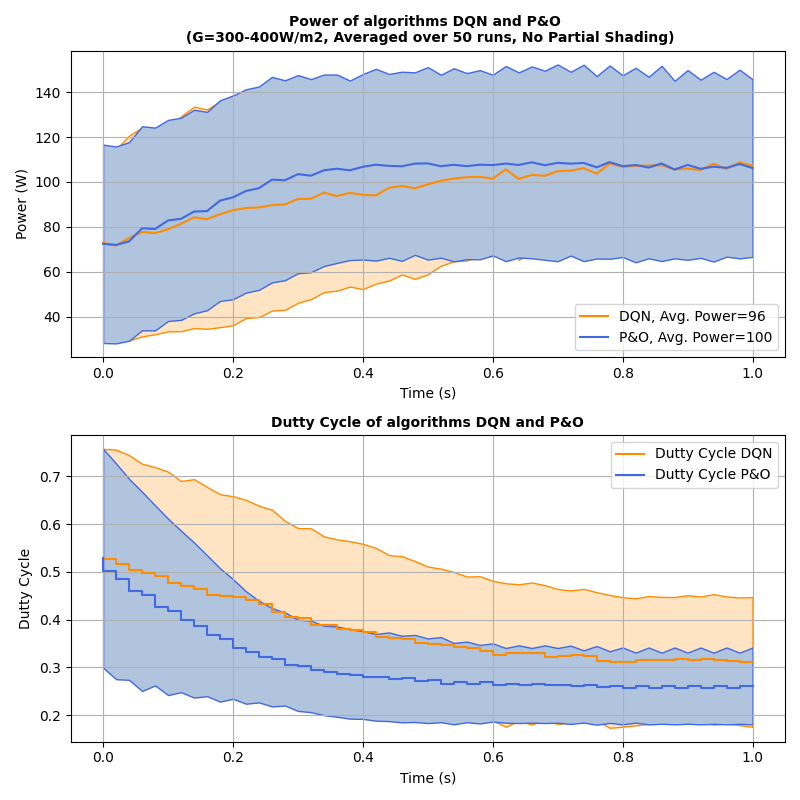 Power of algorithms DQN and P&O
(G=300-400W/m2, Averaged over 50 runs, No Partial Shading)
Power (W)
140
120
100
80
60
40
DQN, Avg. Power=96
P&O, Avg. Power=100
0.0 0.2 0.4 0.6 0.8 1.0
Time (s)
Dutty Cycle of algorithms DQN and P&O
Dutty Cycle
0.7
0.6
0.5
0.4
0.3
0.2
Dutty Cycle DQN
Dutty Cycle P&O
0.0 0.2 0.4 0.6 0.8 1.0
Time (s)